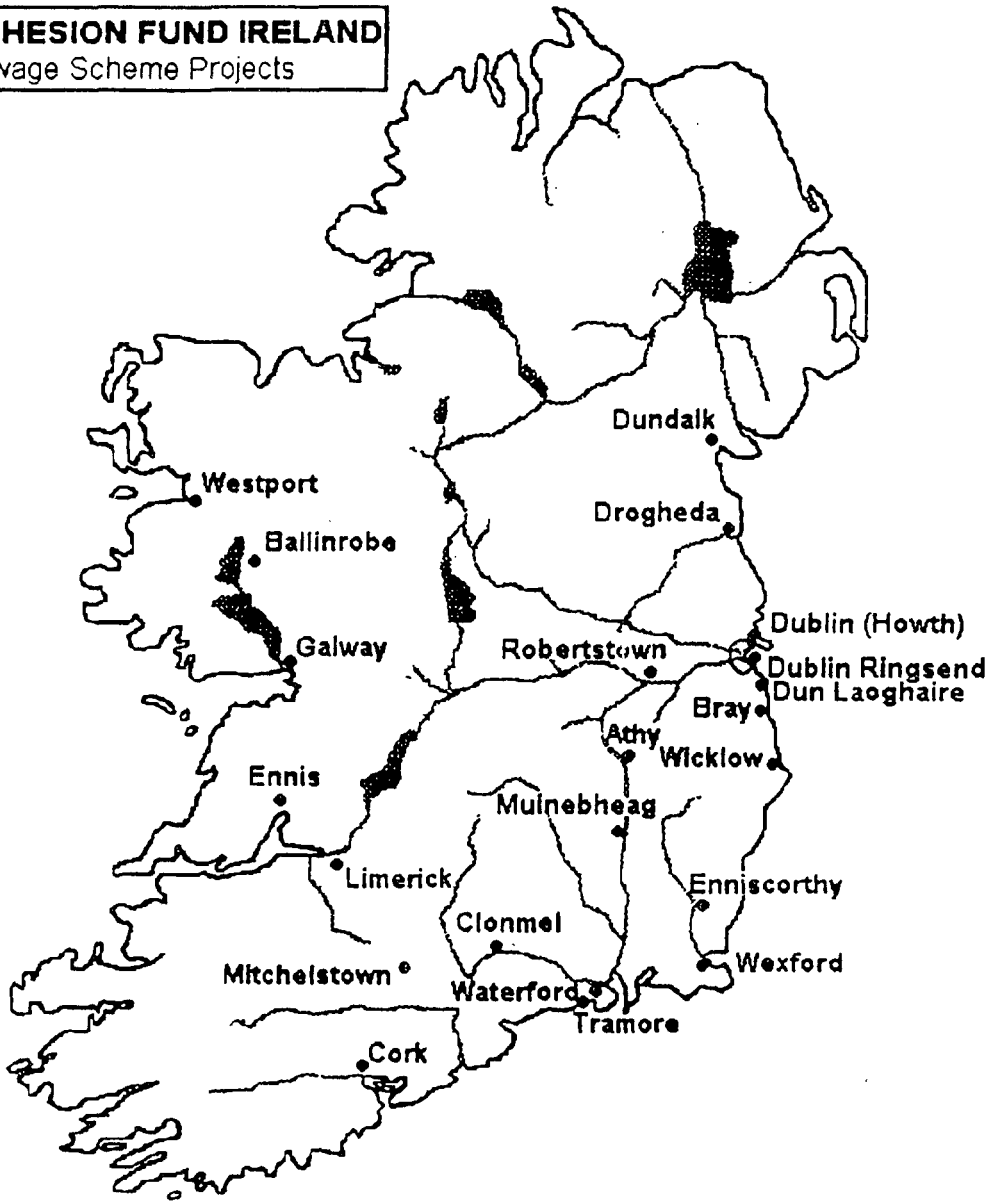 HESION FUND IRELAND
wage Scheme Projects
Dundalk
Westport
Drogheda
Ballinrobe
Dublin (Howth)
Galway
Robertstown
Dublin Ringsend
Dun Laoghaire
Bray
Athy
Wicklow
Ennis
Muinebheag
Limerick
Enniscorthy
Clonmel
Mitchelstown
Wexford
Waterford
Tramore
Cork